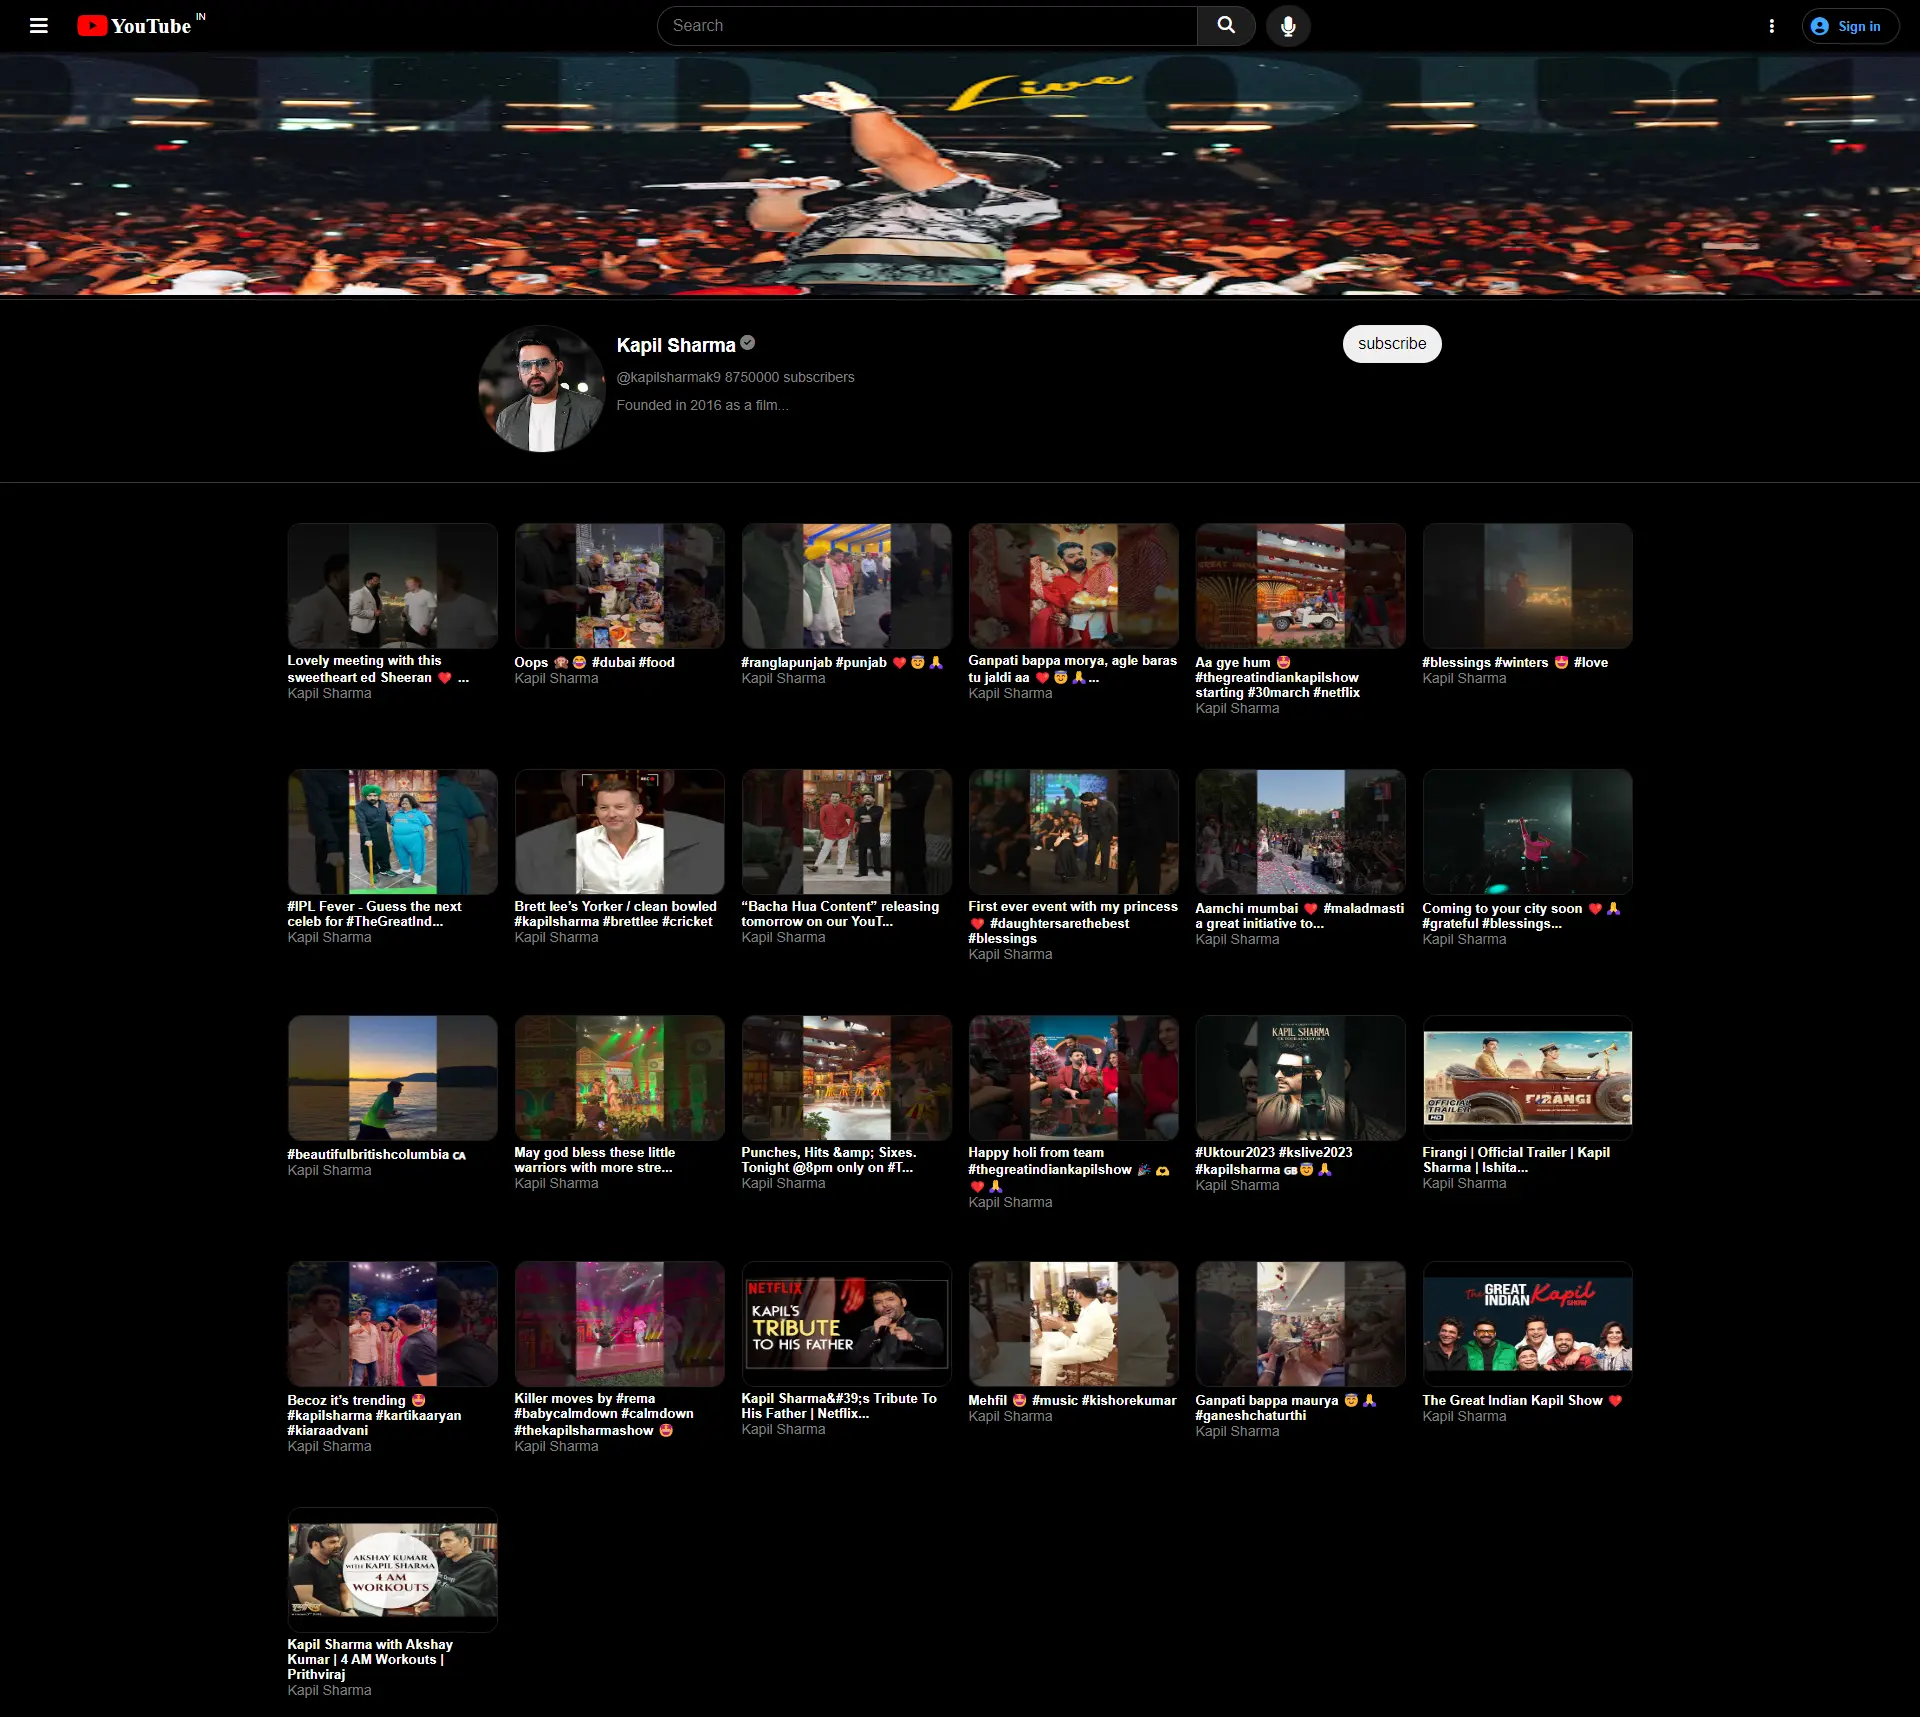 YouTube IN
Search
Sign in
Live
Kapil Sharma
subscribe
@kapilsharmak9 8750000 subscribers
Founded in 2016 as a film...
Lovely meeting with this
sweetheart ed Sheeran ❤️ ...
Kapil Sharma
Oops 🙊😂 #dubai #food
Kapil Sharma
#ranglapunjab #punjab ❤️😇🙏
Kapil Sharma
Ganpati bappa morya, agle baras
tu jaldi aa ❤️😇🙏...
Kapil Sharma
GREAT INDIA
Aa gye hum 🤩
#thegreatindiankapilshow
starting #30march #netflix
Kapil Sharma
#blessings #winters 🤩 #love
Kapil Sharma
#IPL Fever - Guess the next
celeb for #TheGreatInd...
Kapil Sharma
REC
Brett lee’s Yorker / clean bowled
#kapilsharma #brettlee #cricket
Kapil Sharma
“Bacha Hua Content” releasing
tomorrow on our YouT...
Kapil Sharma
First ever event with my princess
❤️ #daughtersarethebest
#blessings
Kapil Sharma
Aamchi mumbai ❤️ #maladmasti
a great initiative to...
Kapil Sharma
Coming to your city soon ❤️🙏
#grateful #blessings...
Kapil Sharma
#beautifulbritishcolumbia 🇨🇦
Kapil Sharma
May god bless these little
warriors with more stre...
Kapil Sharma
Punches, Hits &amp; Sixes.
Tonight @8pm only on #T...
Kapil Sharma
Happy holi from team
#thegreatindiankapilshow 🎉🫶
❤️🙏
Kapil Sharma
KAPIL SHARMA
#Uktour2023 #kslive2023
#kapilsharma 🇬🇧😇🙏
Kapil Sharma
OFFICIAL
TRAILER
HD
FIRANGI
Firangi | Official Trailer | Kapil
Sharma | Ishita...
Kapil Sharma
Becoz it’s trending 🤩
#kapilsharma #kartikaaryan
#kiaraadvani
Kapil Sharma
Killer moves by #rema
#babycalmdown #calmdown
#thekapilsharmashow 🤩
Kapil Sharma
NETFLIX
KAPIL'S
TRIBUTE
TO HIS FATHER
Kapil Sharma&#39;s Tribute To
His Father | Netflix...
Kapil Sharma
Mehfil 🤩 #music #kishorekumar
Kapil Sharma
Ganpati bappa maurya 😇🙏
#ganeshchaturthi
Kapil Sharma
The GREAT
INDIAN Kapil
SHOW
The Great Indian Kapil Show ❤️
Kapil Sharma
AKSHAY KUMAR
WITH KAPIL SHARMA
4 AM
WORKOUTS
Kapil Sharma with Akshay
Kumar | 4 AM Workouts |
Prithviraj
Kapil Sharma